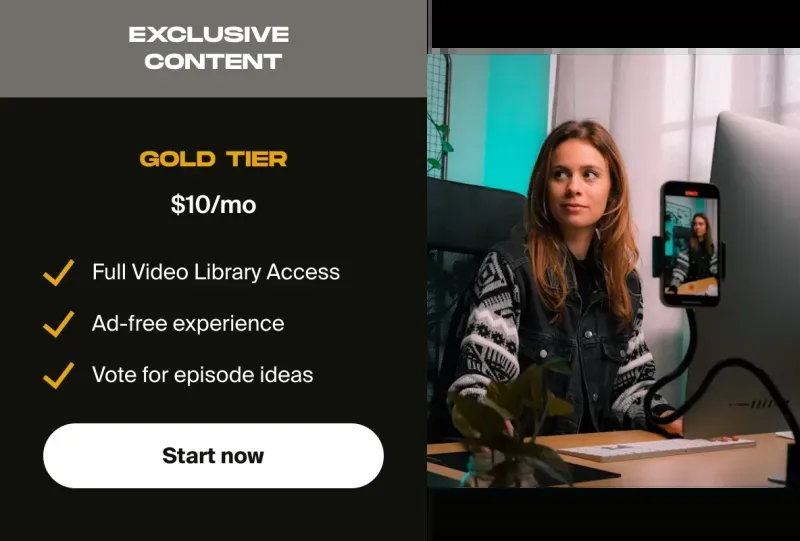 EXCLUSIVE
CONTENT
GOLD TIER
$10/mo
Full Video Library Access
Ad-free experience
Vote for episode ideas
Start now